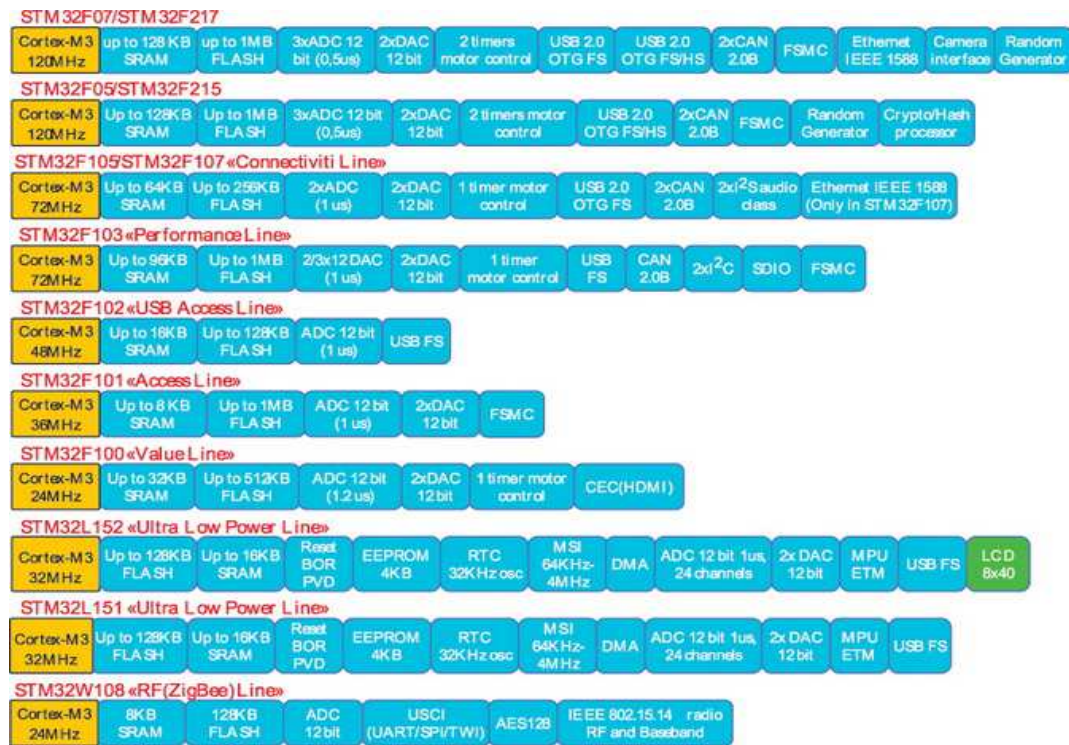 STM32F07/STM32F217
Cortex-M3 120MHz up to 128 KB SRAM up to 1MB FLASH 3xADC 12 bit (0,5us) 2xDAC 12bit 2 timers motor control USB 2.0 OTG FS USB 2.0 OTG FS/HS 2xCAN 2.0B FSMC Ethernet IEEE 1588 Camera interface Random Generator
STM32F05/STM32F215
Cortex-M3 120MHz Up to 128KB SRAM Up to 1MB FLASH 3xADC 12 bit (0,5us) 2xDAC 12bit 2 timers motor control USB 2.0 OTG FS/HS 2xCAN 2.0B FSMC Random Generator Crypto/Hash processor
STM32F105/STM32F107 «Connectiviti Line»
Cortex-M3 72MHz Up to 64KB SRAM Up to 256KB FLASH 2xADC (1 us) 2xDAC 12 bit 1 timer motor control USB 2.0 OTG FS 2xCAN 2.0B 2xI²S audio class Ethernet IEEE 1588 (Only in STM32F107)
STM32F103 «Performance Line»
Cortex-M3 72MHz Up to 96KB SRAM Up to 1MB FLASH 2/3x12 DAC (1 us) 2xDAC 12 bit 1 timer motor control USB FS CAN 2.0B 2xI²C SDIO FSMC
STM32F102 «USB Access Line»
Cortex-M3 48MHz Up to 16KB SRAM Up to 128KB FLASH ADC 12 bit (1 us) USB FS
STM32F101 «Access Line»
Cortex-M3 36MHz Up to 8 KB SRAM Up to 1MB FLASH ADC 12 bit (1 us) 2xDAC 12 bit FSMC
STM32F100 «Value Line»
Cortex-M3 24MHz Up to 32KB SRAM Up to 512KB FLASH ADC 12 bit (1.2 us) 2xDAC 12 bit 1 timer motor control CEC(HDMI)
STM32L152 «Ultra Low Power Line»
Cortex-M3 32MHz Up to 128KB FLASH Up to 16KB SRAM Reset BOR PVD EEPROM 4KB RTC 32KHz osc MSI 64KHz-4MHz DMA ADC 12 bit 1us, 24 channels 2x DAC 12 bit MPU ETM USB FS LCD 8x40
STM32L151 «Ultra Low Power Line»
Cortex-M3 32MHz Up to 128KB FLASH Up to 16KB SRAM Reset BOR PVD EEPROM 4KB RTC 32KHz osc MSI 64KHz-4MHz DMA ADC 12 bit 1us, 24 channels 2x DAC 12 bit MPU ETM USB FS
STM32W108 «RF(ZigBee) Line»
Cortex-M3 24MHz 8KB SRAM 128KB FLASH ADC 12 bit USCI (UART/SPI/TWI) AES128 IEEE 802.15.14 radio RF and Baseband